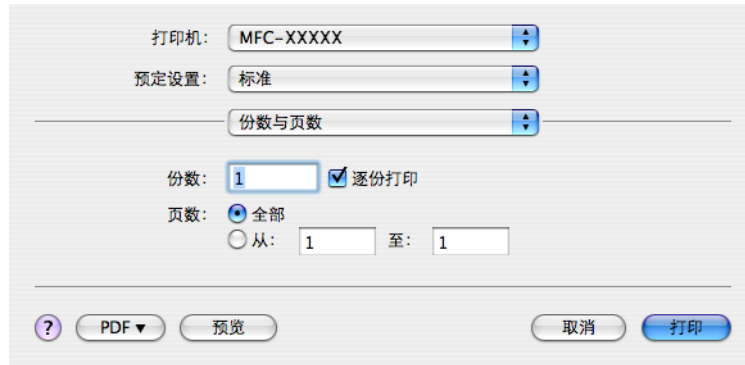 打印机: MFC-XXXXX
预定设置: 标准
份数与页数
份数: 1 逐份打印
页数: 全部
从: 1 至: 1
? PDF▼ 预览 取消 打印